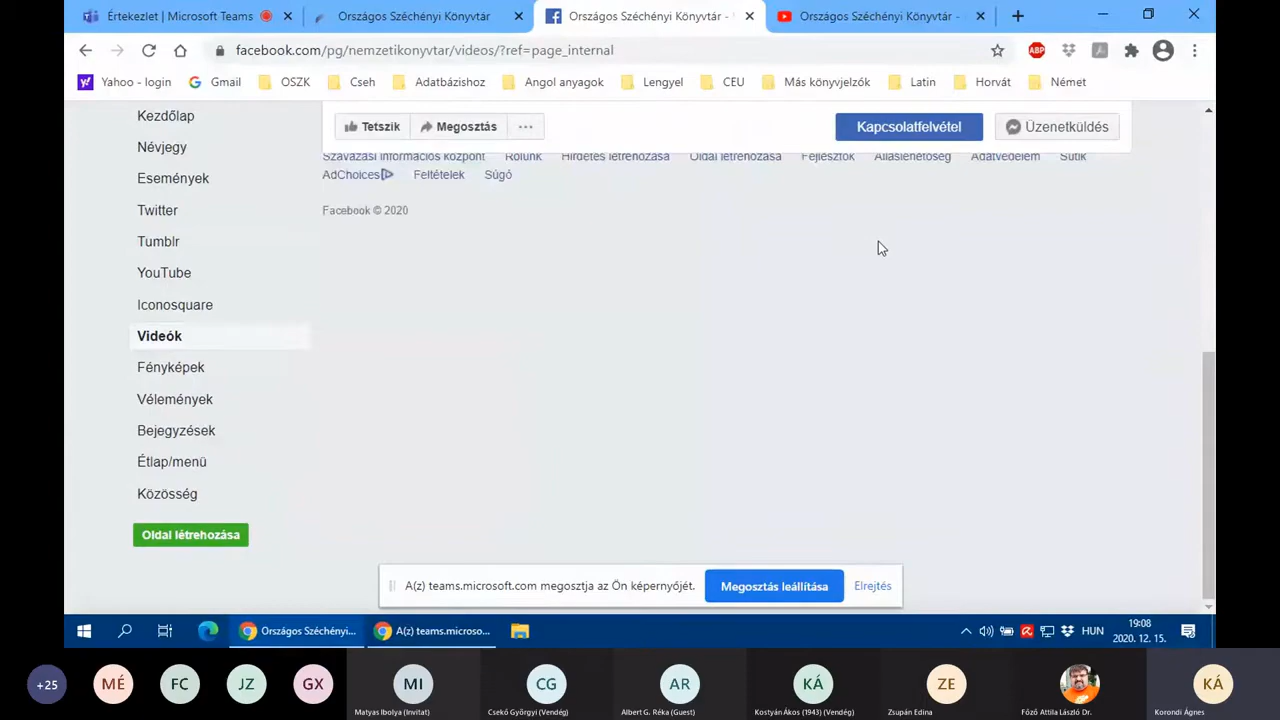 Értekezlet | Microsoft Teams
Országos Széchényi Könyvtár
Országos Széchényi Könyvtár -
Országos Széchényi Könyvtár -
facebook.com/pg/nemzetikonyvtar/videos/?ref=page_internal
ABP
Yahoo - login
Gmail
OSZK
Cseh
Adatbázishoz
Angol anyagok
Lengyel
CEU
Más könyvjelzők
Latin
Horvát
Német
Kezdőlap
Névjegy
Események
Twitter
Tumblr
YouTube
Iconosquare
Videók
Fényképek
Vélemények
Bejegyzések
Étlap/menü
Közösség
Oldal létrehozása
Tetszik
Megosztás
Kapcsolatfelvétel
Üzenetküldés
Szavazási információs központ
Rólunk
Hirdetés létrehozása
Oldal létrehozása
Fejlesztők
Álláslehetőség
Adatvédelem
Sütik
AdChoices
Feltételek
Súgó
Facebook © 2020
A(z) teams.microsoft.com megosztja az Ön képernyőjét.
Megosztás leállítása
Elrejtés
Országos Széchényi...
A(z) teams.microso...
HUN
19:08
2020. 12. 15.
+25
MÉ
FC
JZ
GX
MI
Matyas Ibolya (Invitat)
CG
Csekő Györgyi (Vendég)
AR
Albert G. Réka (Guest)
KÁ
Kostyán Ákos (1943) (Vendég)
ZE
Zsupán Edina
Főző Attila László Dr.
KÁ
Korondi Ágnes